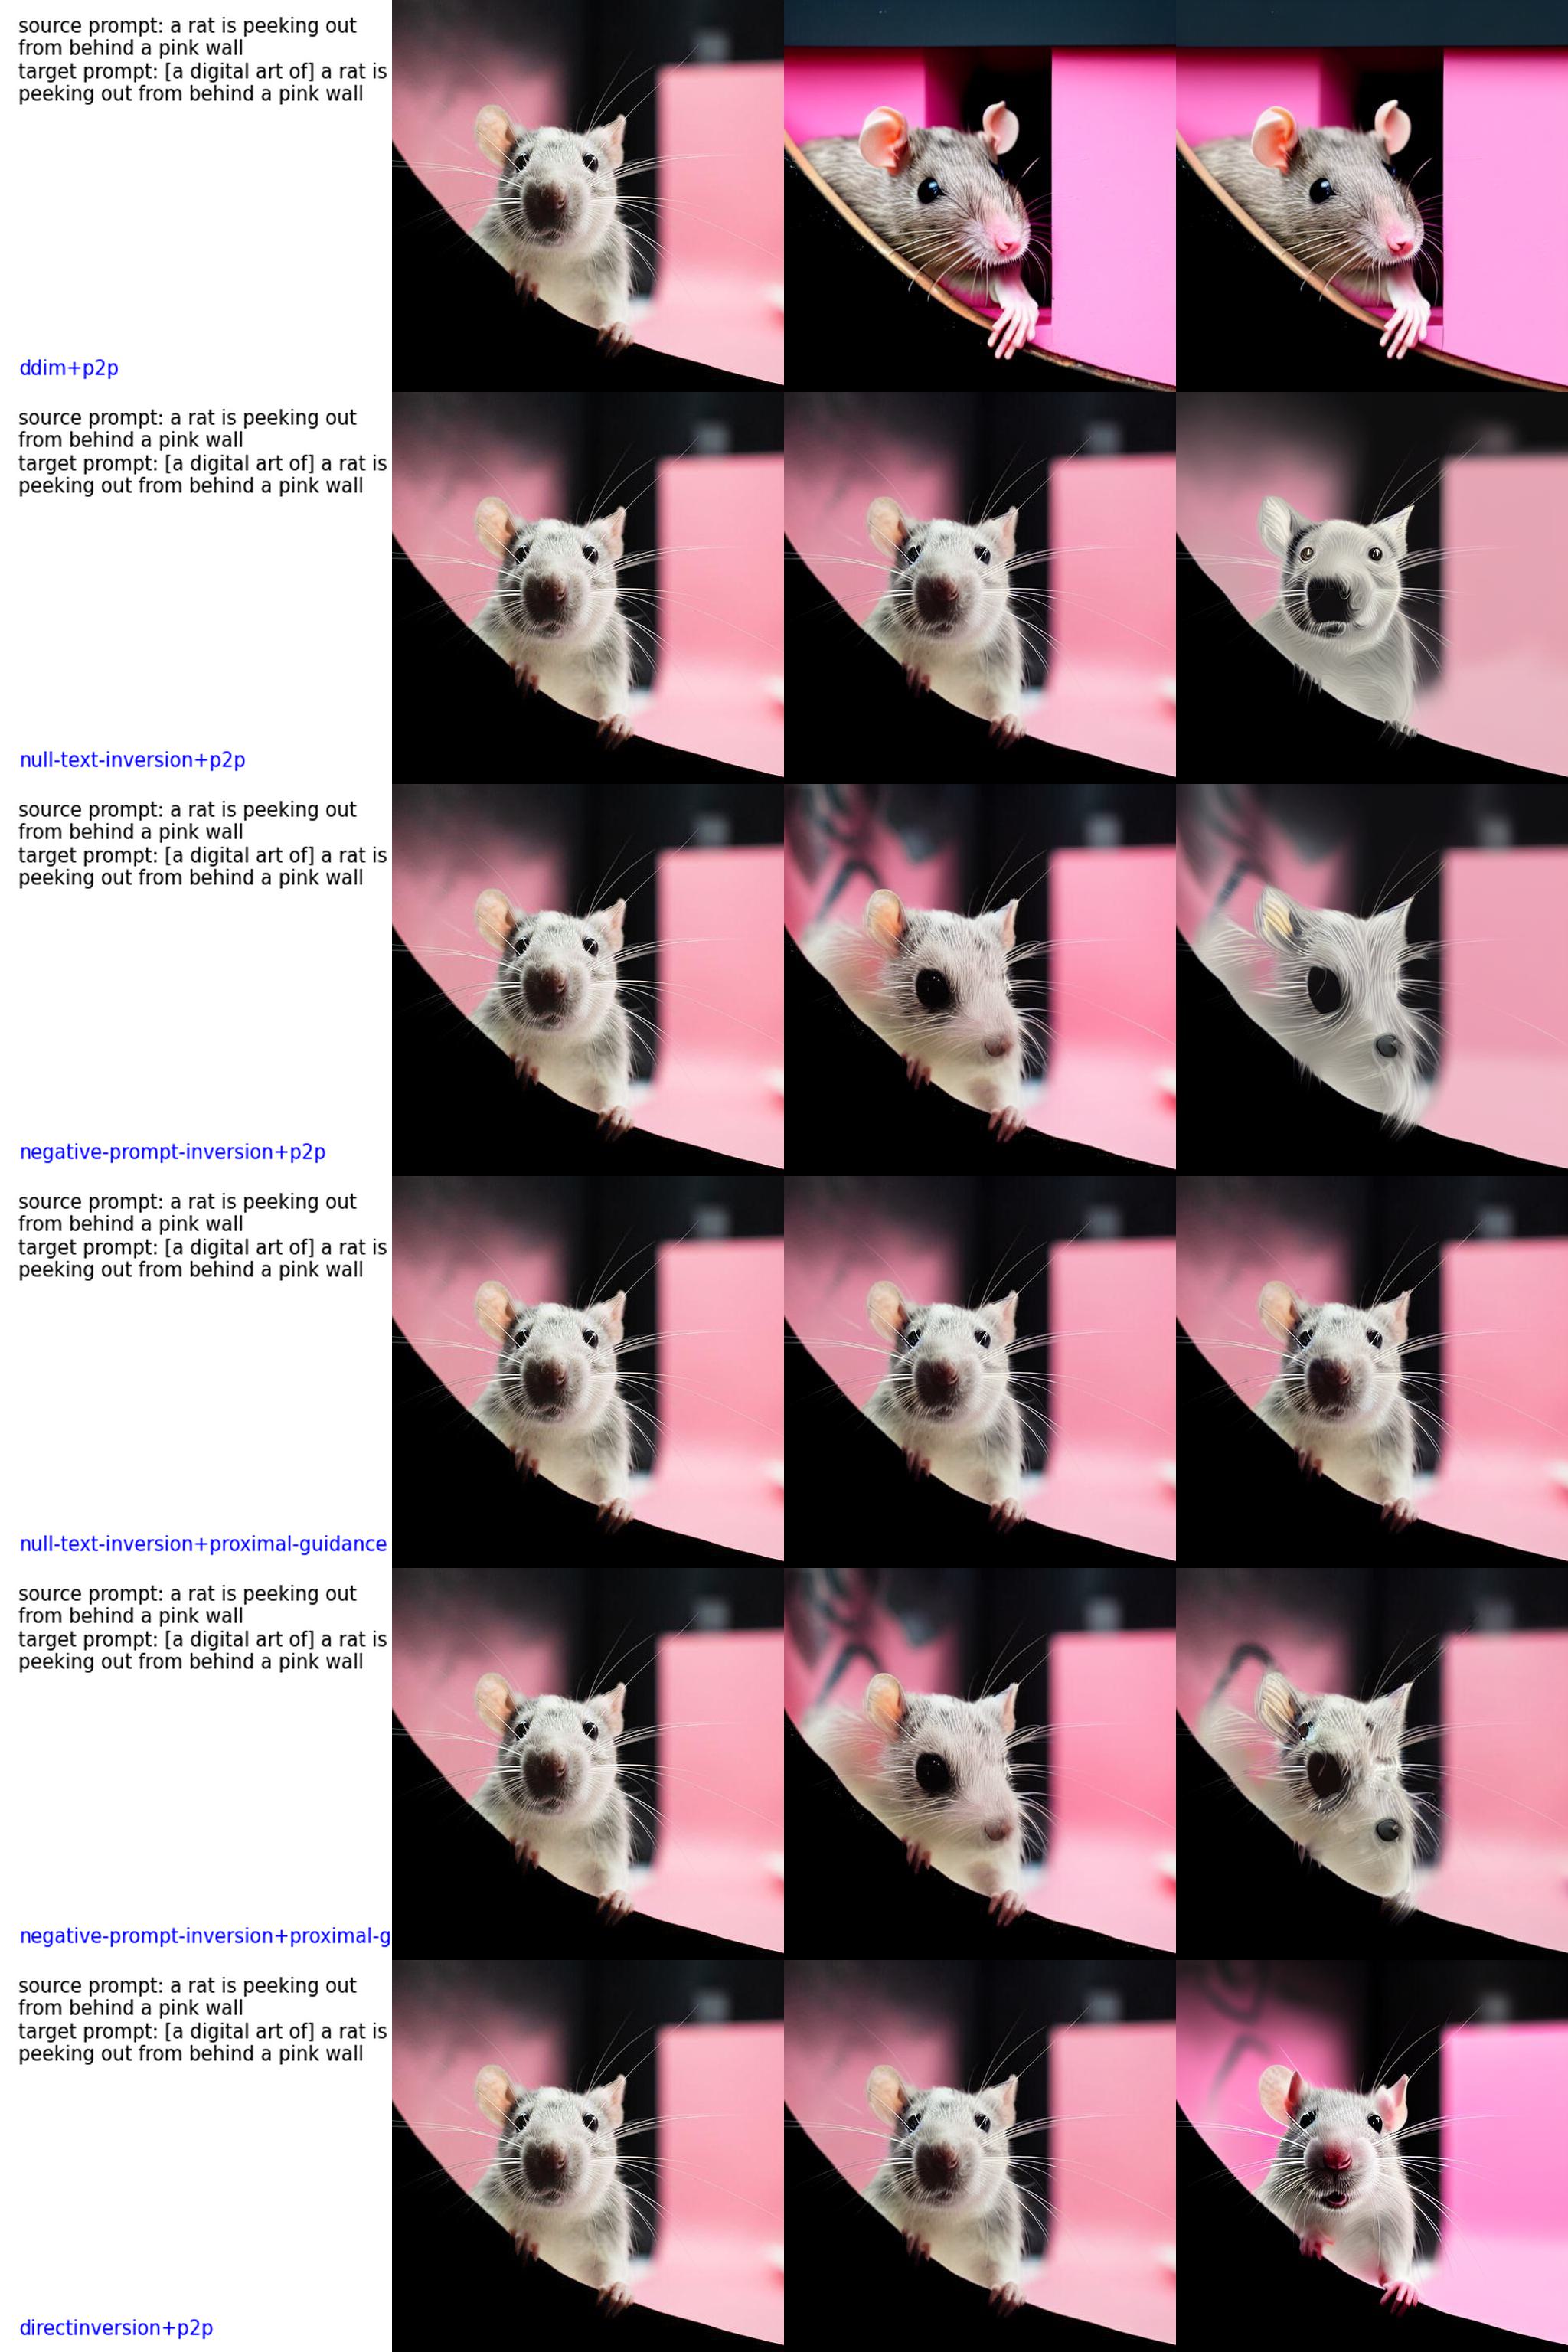 source prompt: a rat is peeking out
from behind a pink wall
target prompt: [a digital art of] a rat is
peeking out from behind a pink wall
ddim+p2p
source prompt: a rat is peeking out
from behind a pink wall
target prompt: [a digital art of] a rat is
peeking out from behind a pink wall
null-text-inversion+p2p
source prompt: a rat is peeking out
from behind a pink wall
target prompt: [a digital art of] a rat is
peeking out from behind a pink wall
negative-prompt-inversion+p2p
source prompt: a rat is peeking out
from behind a pink wall
target prompt: [a digital art of] a rat is
peeking out from behind a pink wall
null-text-inversion+proximal-guidance
source prompt: a rat is peeking out
from behind a pink wall
target prompt: [a digital art of] a rat is
peeking out from behind a pink wall
negative-prompt-inversion+proximal-g
source prompt: a rat is peeking out
from behind a pink wall
target prompt: [a digital art of] a rat is
peeking out from behind a pink wall
directinversion+p2p